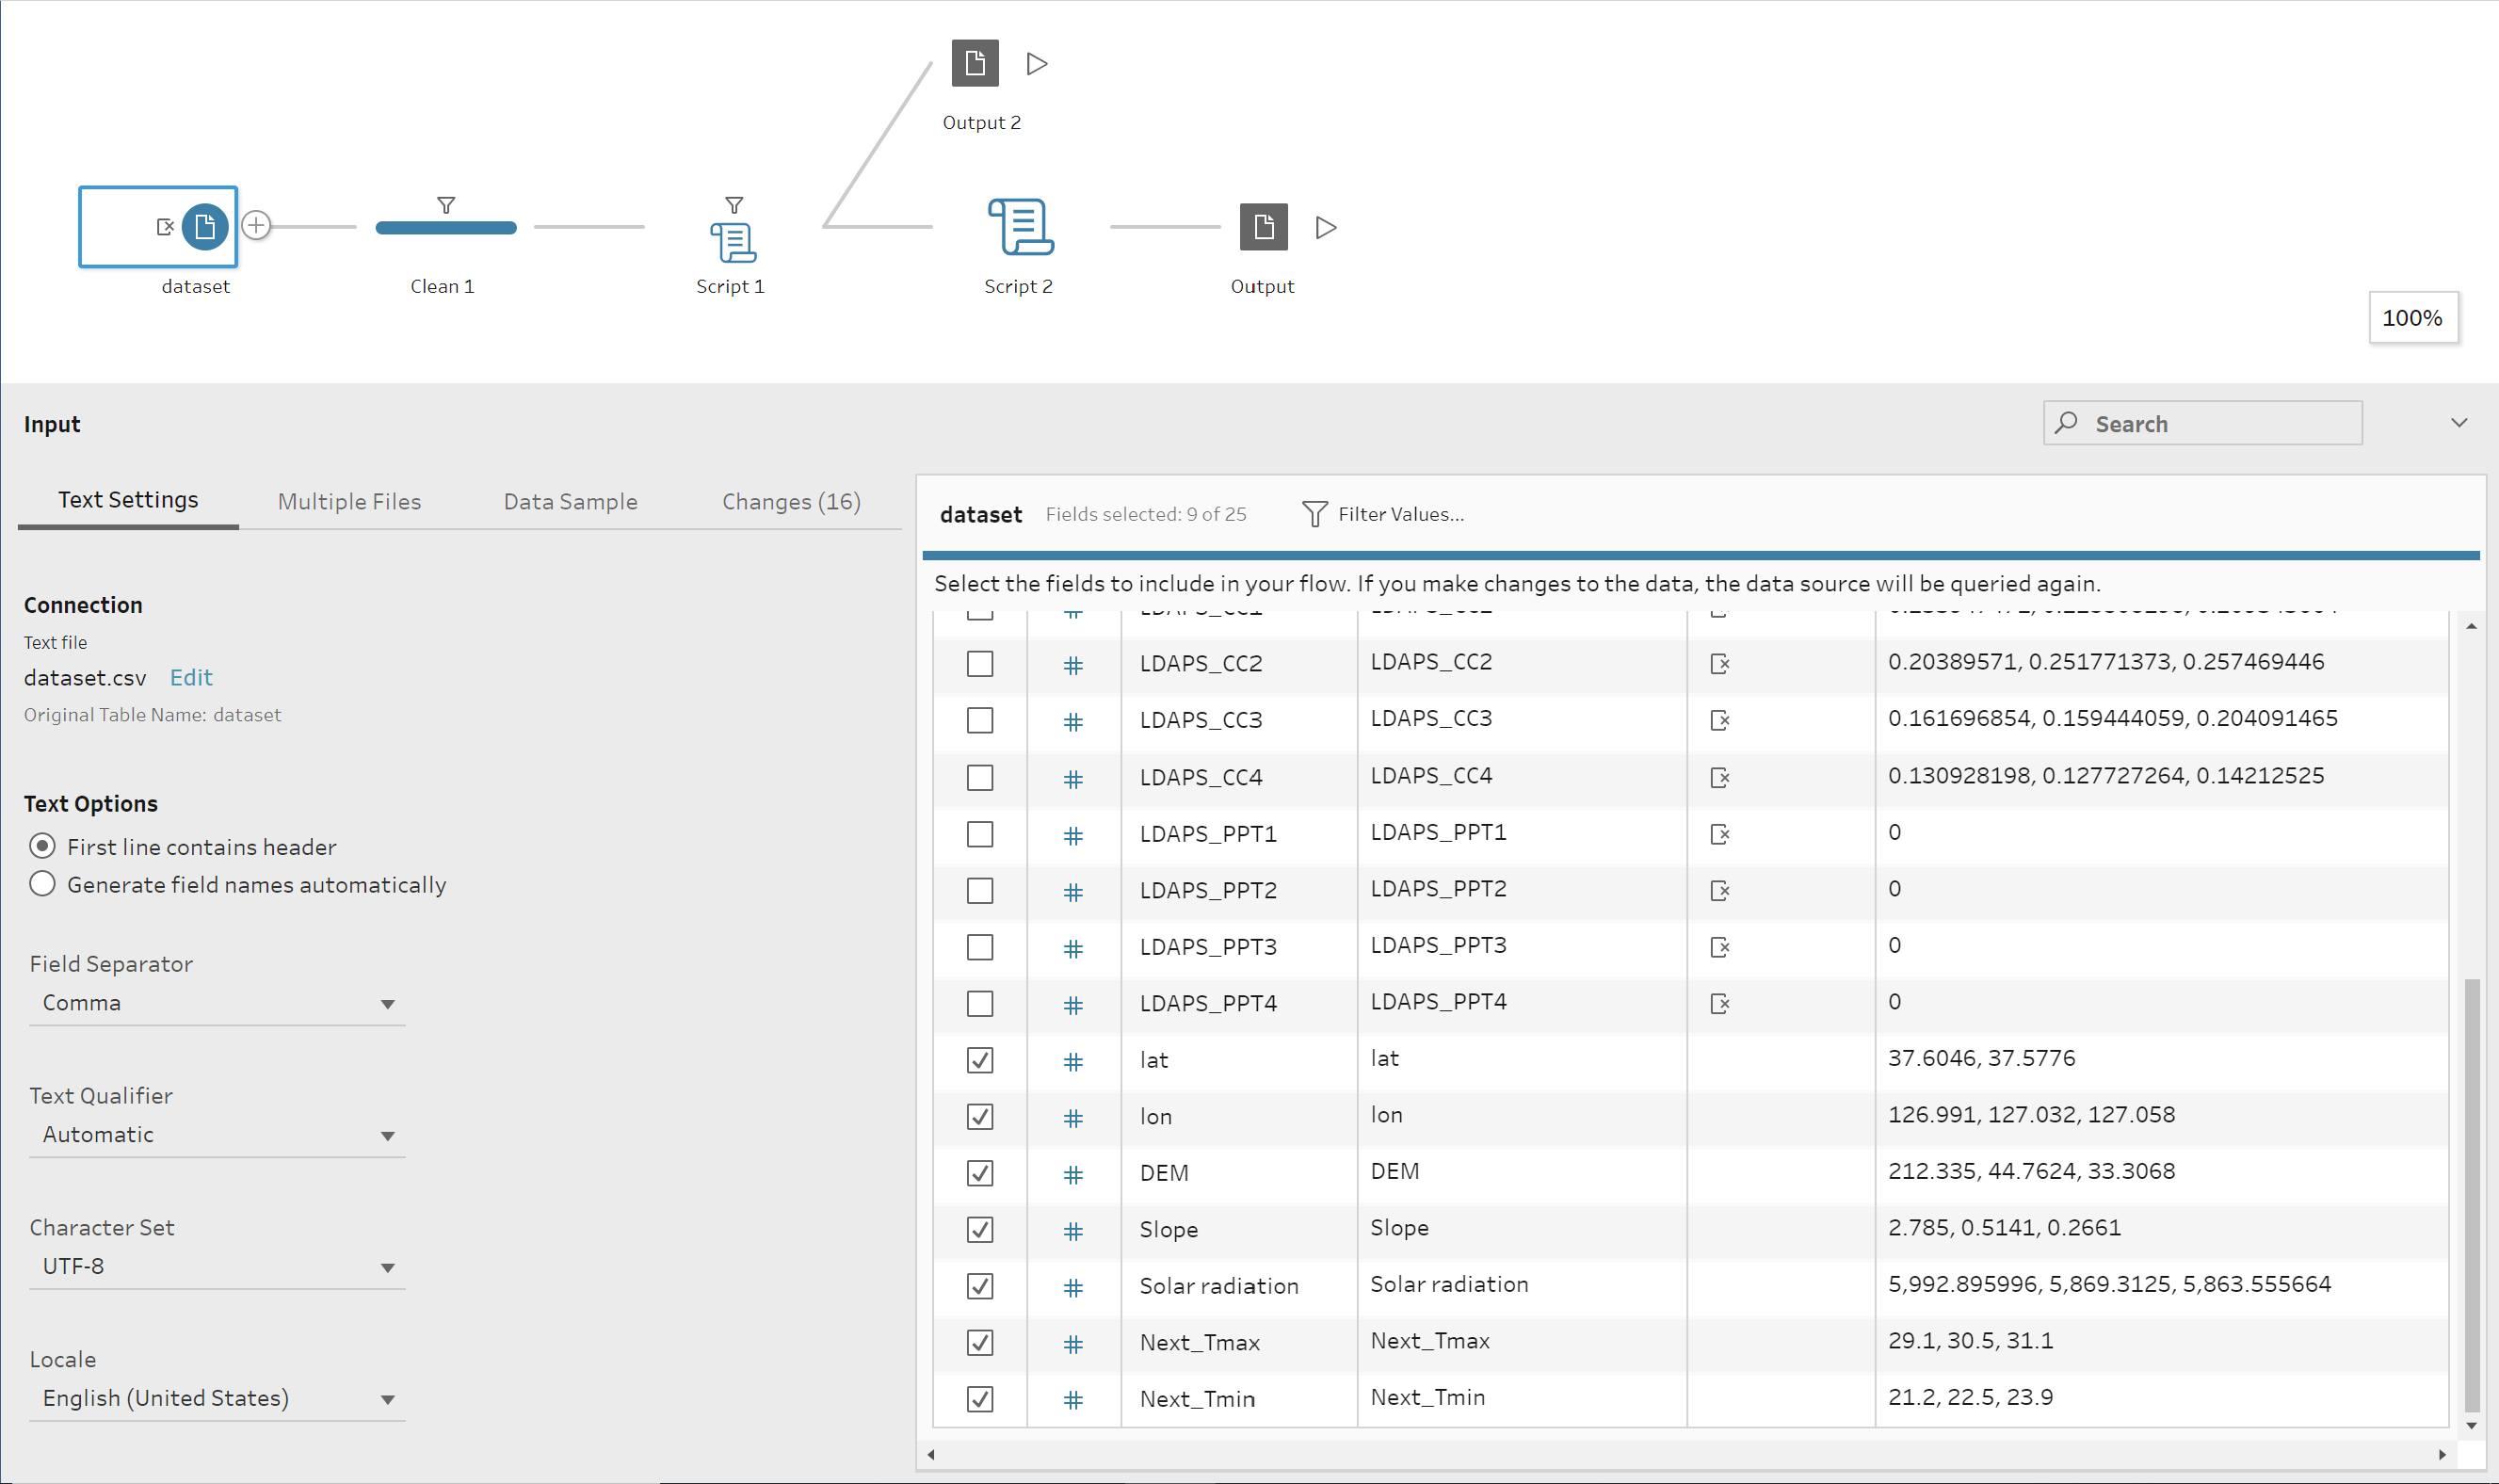 Output 2
dataset
Clean 1
Script 1
Script 2
Output
100%
Input
Search
Text Settings
Multiple Files
Data Sample
Changes (16)
Connection
Text file
dataset.csv Edit
Original Table Name: dataset
Text Options
First line contains header
Generate field names automatically
Field Separator
Comma
Text Qualifier
Automatic
Character Set
UTF-8
Locale
English (United States)
dataset Fields selected: 9 of 25 Filter Values...
Select the fields to include in your flow. If you make changes to the data, the data source will be queried again.
# LDAPS_CC2 LDAPS_CC2 0.20389571, 0.251771373, 0.257469446
# LDAPS_CC3 LDAPS_CC3 0.161696854, 0.159444059, 0.204091465
# LDAPS_CC4 LDAPS_CC4 0.130928198, 0.127727264, 0.14212525
# LDAPS_PPT1 LDAPS_PPT1 0
# LDAPS_PPT2 LDAPS_PPT2 0
# LDAPS_PPT3 LDAPS_PPT3 0
# LDAPS_PPT4 LDAPS_PPT4 0
# lat lat 37.6046, 37.5776
# lon lon 126.991, 127.032, 127.058
# DEM DEM 212.335, 44.7624, 33.3068
# Slope Slope 2.785, 0.5141, 0.2661
# Solar radiation Solar radiation 5,992.895996, 5,869.3125, 5,863.555664
# Next_Tmax Next_Tmax 29.1, 30.5, 31.1
# Next_Tmin Next_Tmin 21.2, 22.5, 23.9